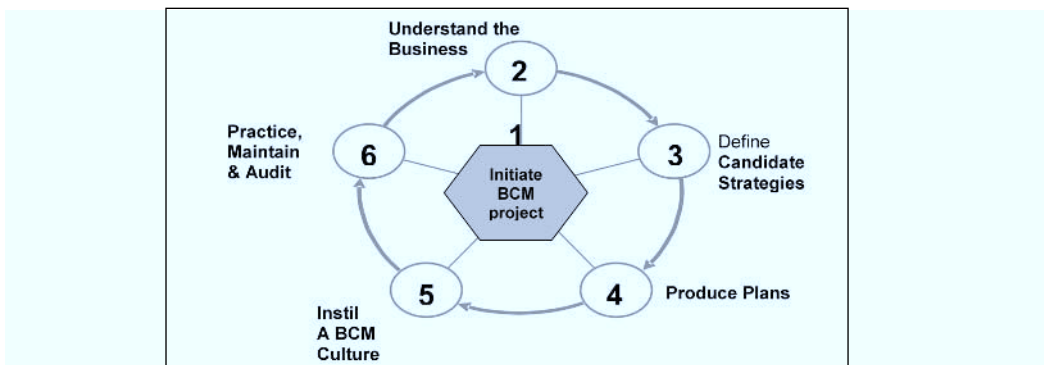 Understand the
Business
2
1
Initiate
BCM
project
3
Define
Candidate
Strategies
4
Produce Plans
5
Instil
A BCM
Culture
6
Practice,
Maintain
& Audit